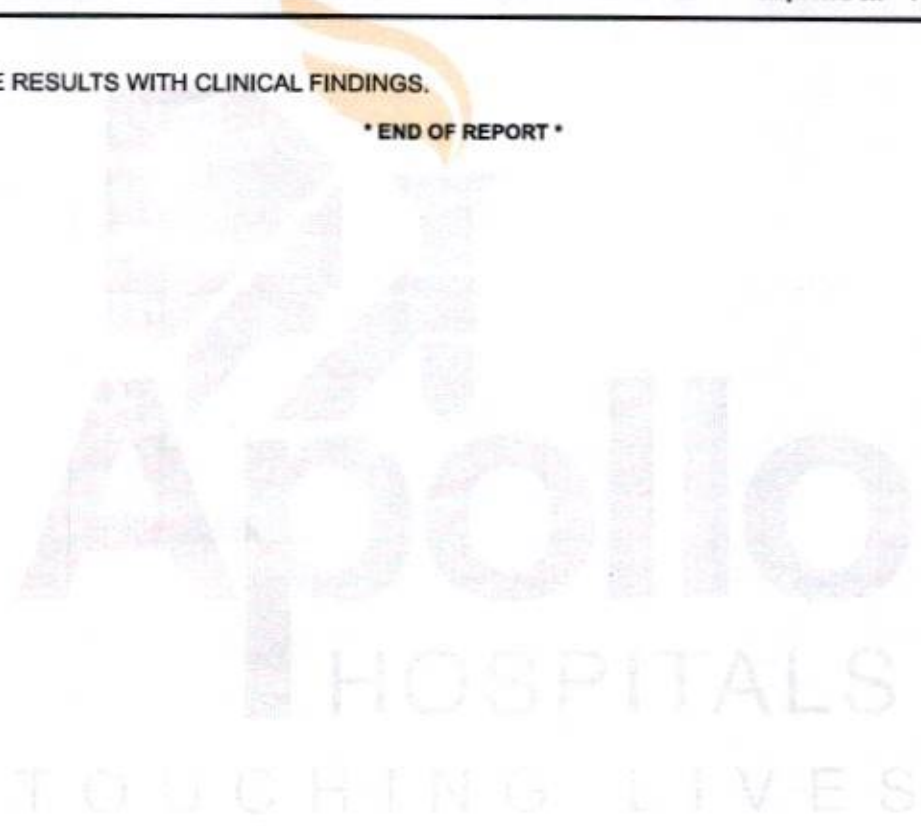 E RESULTS WITH CLINICAL FINDINGS.
* END OF REPORT *
Apollo
HOSPITALS
TOUCHING LIVES